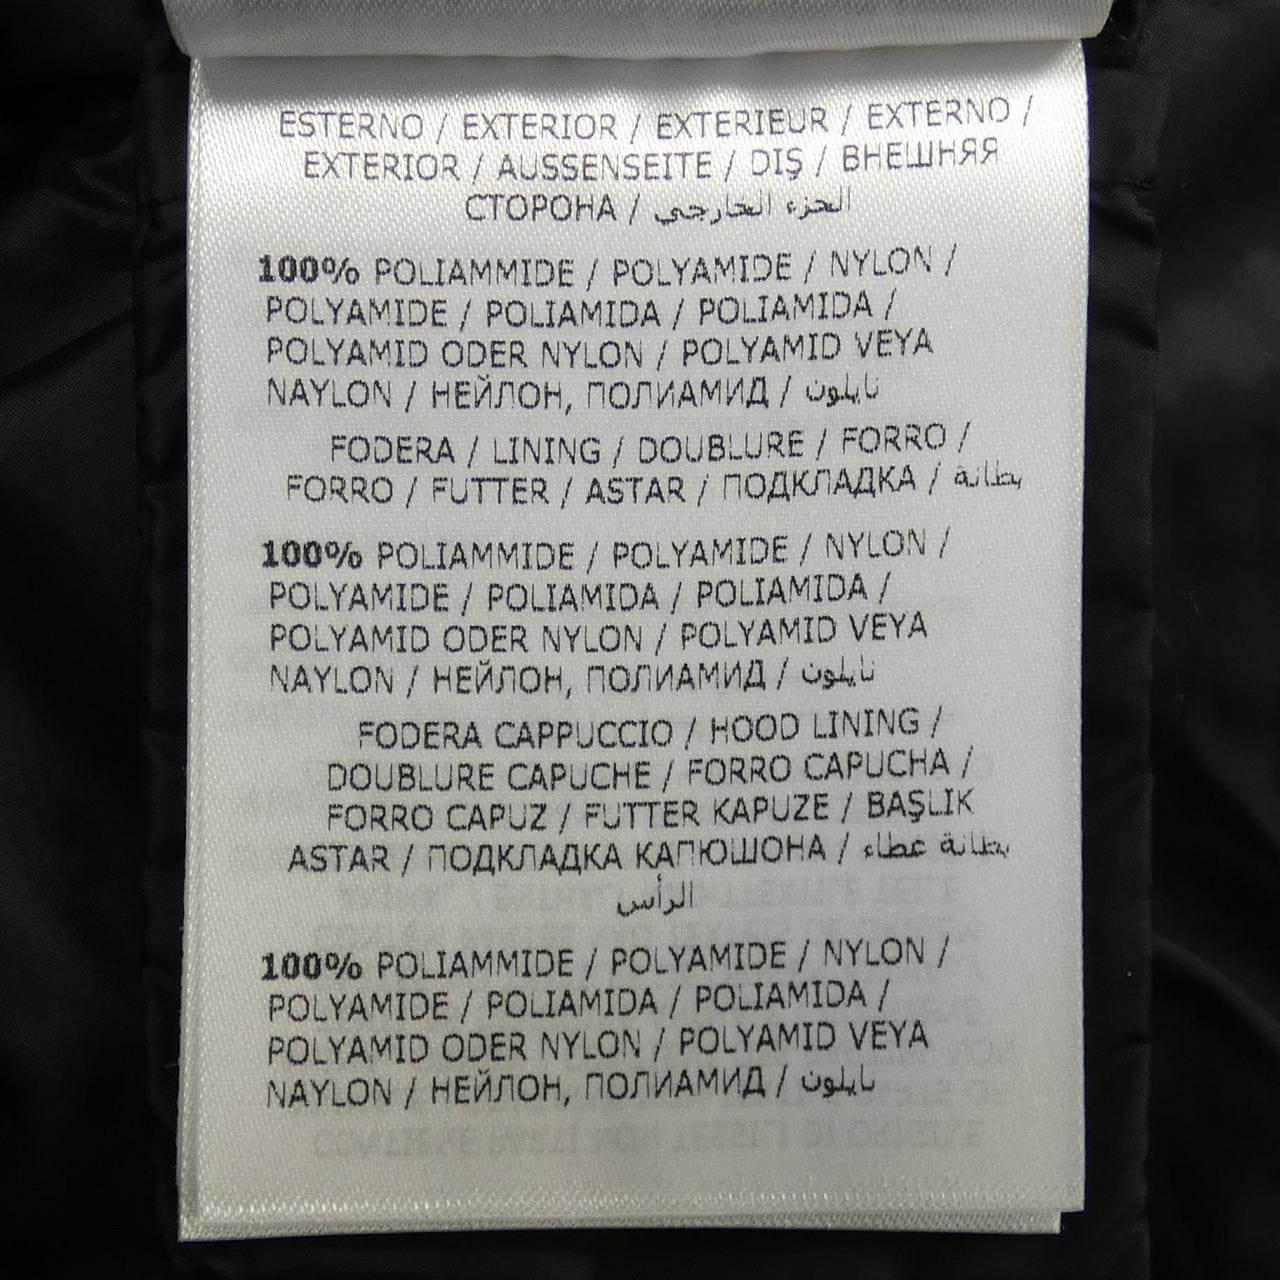 ESTERNO / EXTERIOR / EXTERIEUR / EXTERNO /
EXTERIOR / AUSSENSEITE / DIŞ / ВНЕШНЯЯ
СТОРОНА / الجزء الخارجي
100% POLIAMMIDE / POLYAMIDE / NYLON /
POLYAMIDE / POLIAMIDA / POLIAMIDA /
POLYAMID ODER NYLON / POLYAMID VEYA
NAYLON / НЕЙЛОН, ПОЛИАМИД / نايلون
FODERA / LINING / DOUBLURE / FORRO /
FORRO / FUTTER / ASTAR / ПОДКЛАДКА / بطانة
100% POLIAMMIDE / POLYAMIDE / NYLON /
POLYAMIDE / POLIAMIDA / POLIAMIDA /
POLYAMID ODER NYLON / POLYAMID VEYA
NAYLON / НЕЙЛОН, ПОЛИАМИД / نايلون
FODERA CAPPUCCIO / HOOD LINING /
DOUBLURE CAPUCHE / FORRO CAPUCHA /
FORRO CAPUZ / FUTTER KAPUZE / BAŞLIK
ASTAR / ПОДКЛАДКА КАПЮШОНА / بطانة غطاء
الرأس
100% POLIAMMIDE / POLYAMIDE / NYLON /
POLYAMIDE / POLIAMIDA / POLIAMIDA /
POLYAMID ODER NYLON / POLYAMID VEYA
NAYLON / НЕЙЛОН, ПОЛИАМИД / نايلون